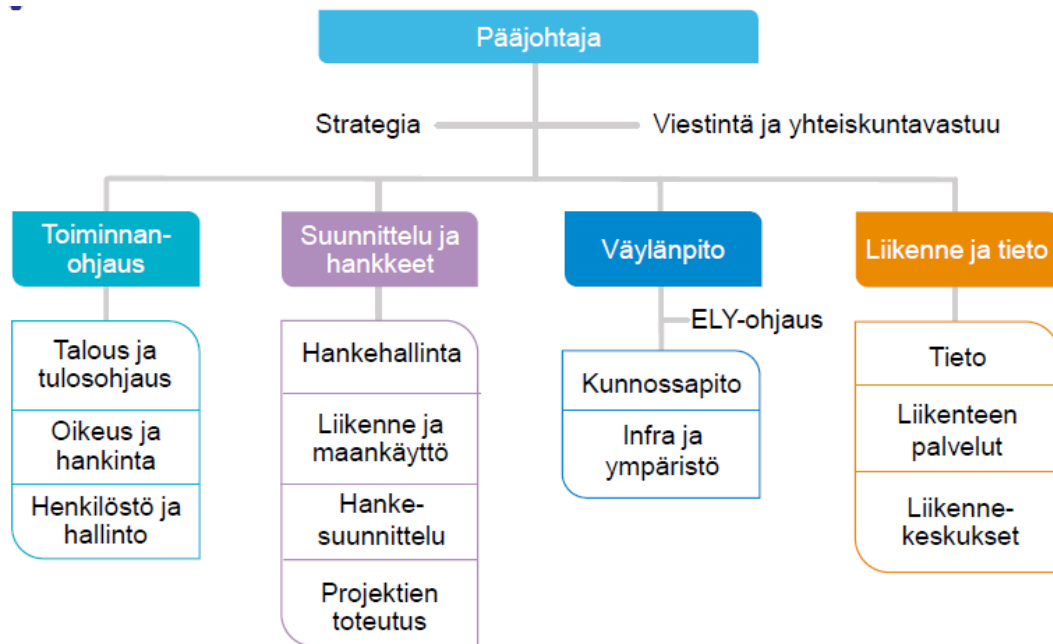 Pääjohtaja
Strategia
Viestintä ja yhteiskuntavastuu
Toiminnan-
ohjaus
Suunnittelu ja
hankkeet
Väylänpito
Liikenne ja tieto
ELY-ohjaus
Talous ja
tulosohjaus
Oikeus ja
hankinta
Henkilöstö ja
hallinto
Hankehallinta
Liikenne ja
maankäyttö
Hanke-
suunnittelu
Projektien
toteutus
Kunnossapito
Infra ja
ympäristö
Tieto
Liikenteen
palvelut
Liikenne-
keskukset